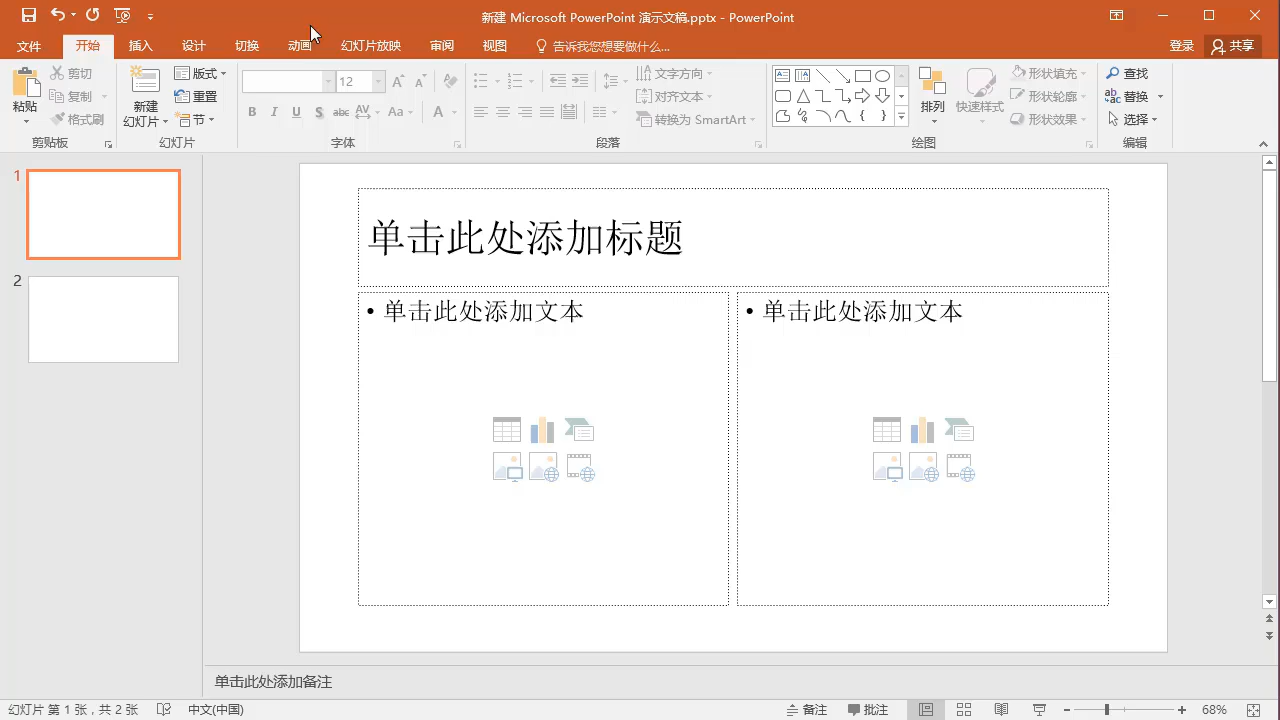 新建 Microsoft PowerPoint 演示文稿.pptx - PowerPoint
文件 开始 插入 设计 切换 动画 幻灯片放映 审阅 视图 告诉我您想要做什么... 登录 共享
粘贴 剪切 复制 格式刷
剪贴板
新建幻灯片 版式 重置 节
幻灯片
12
B I U S abc AV Aa A
字体
文字方向
对齐文本
转换为 SmartArt
段落
排列 快速样式 形状填充 形状轮廓 形状效果
绘图
查找
替换
选择
编辑
1
2
单击此处添加标题
• 单击此处添加文本
• 单击此处添加文本
单击此处添加备注
幻灯片 第 1 张，共 2 张 中文(中国) 备注 批注 68%